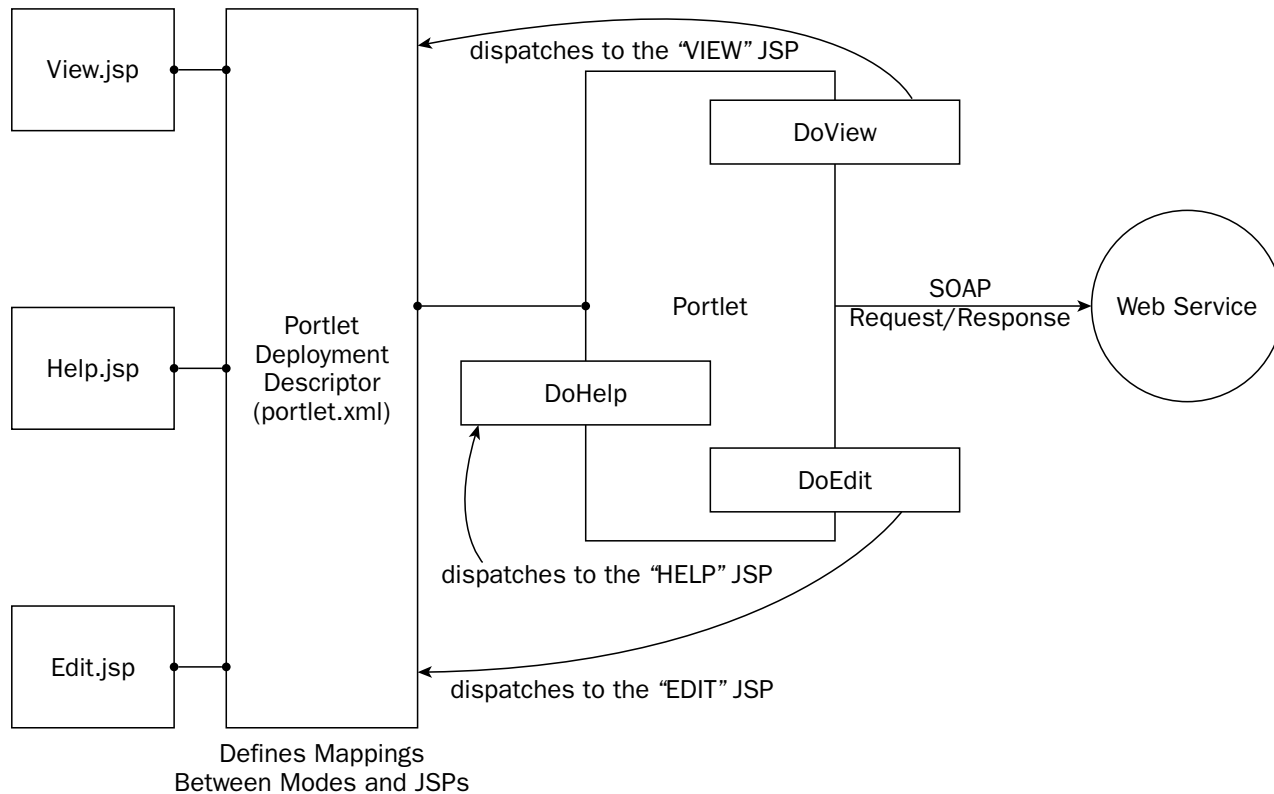 View.jsp
dispatches to the “VIEW” JSP
DoView
Help.jsp
Portlet
Deployment
Descriptor
(portlet.xml)
Portlet
SOAP
Request/Response
Web Service
DoHelp
DoEdit
dispatches to the “HELP” JSP
Edit.jsp
dispatches to the “EDIT” JSP
Defines Mappings
Between Modes and JSPs